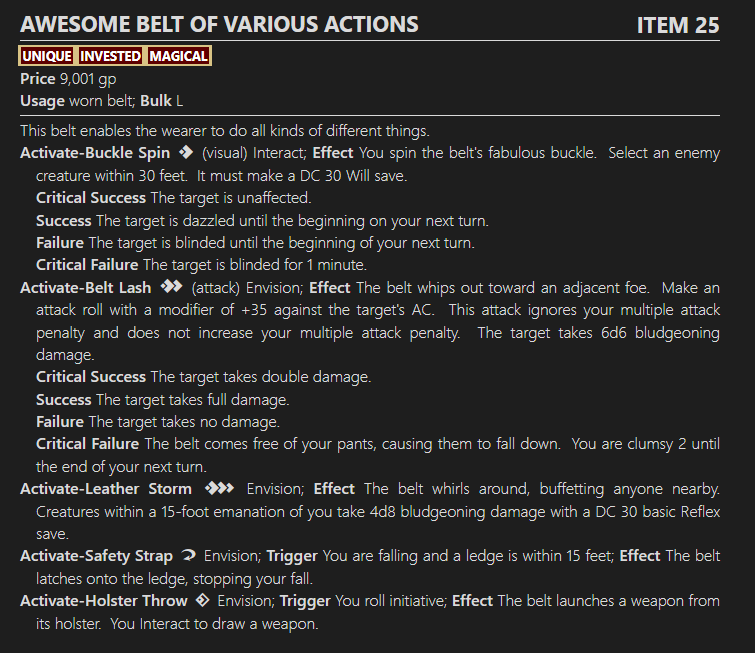 AWESOME BELT OF VARIOUS ACTIONS ITEM 25
UNIQUE INVESTED MAGICAL
Price 9,001 gp
Usage worn belt; Bulk L
This belt enables the wearer to do all kinds of different things.
Activate-Buckle Spin (visual) Interact; Effect You spin the belt's fabulous buckle. Select an enemy
creature within 30 feet. It must make a DC 30 Will save.
Critical Success The target is unaffected.
Success The target is dazzled until the beginning on your next turn.
Failure The target is blinded until the beginning of your next turn.
Critical Failure The target is blinded for 1 minute.
Activate-Belt Lash (attack) Envision; Effect The belt whips out toward an adjacent foe. Make an
attack roll with a modifier of +35 against the target's AC. This attack ignores your multiple attack
penalty and does not increase your multiple attack penalty. The target takes 6d6 bludgeoning
damage.
Critical Success The target takes double damage.
Success The target takes full damage.
Failure The target takes no damage.
Critical Failure The belt comes free of your pants, causing them to fall down. You are clumsy 2 until
the end of your next turn.
Activate-Leather Storm Envision; Effect The belt whirls around, buffetting anyone nearby.
Creatures within a 15-foot emanation of you take 4d8 bludgeoning damage with a DC 30 basic Reflex
save.
Activate-Safety Strap Envision; Trigger You are falling and a ledge is within 15 feet; Effect The belt
latches onto the ledge, stopping your fall.
Activate-Holster Throw Envision; Trigger You roll initiative; Effect The belt launches a weapon from
its holster. You Interact to draw a weapon.